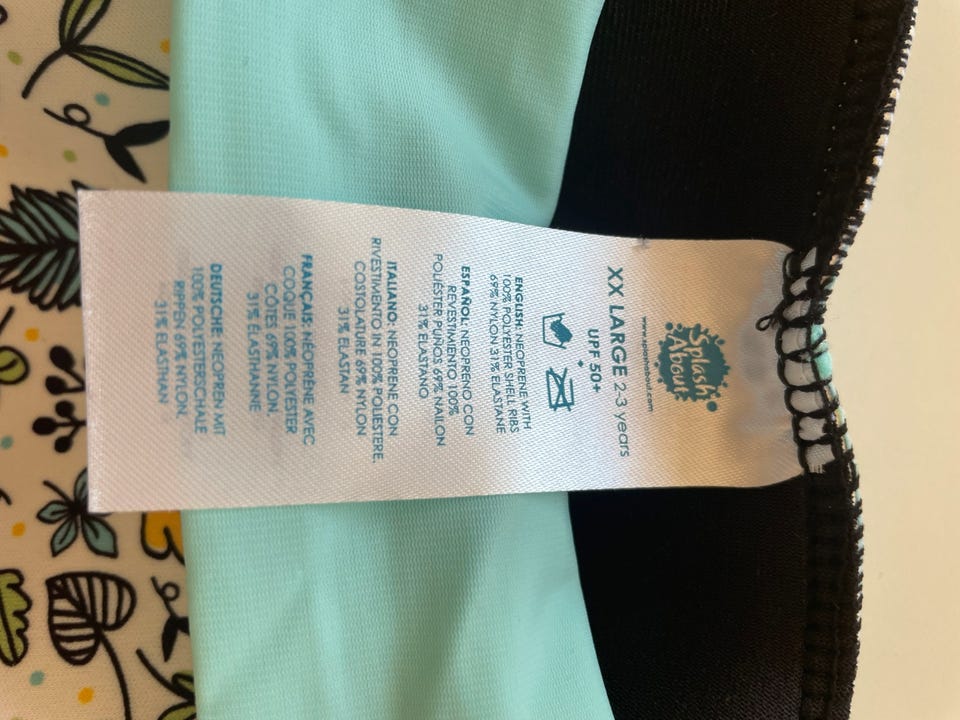 Splash
About
www.splashabout.com
XX LARGE 2-3 years
UPF 50+
ENGLISH: NEOPRENE WITH
100% POLYESTER SHELL RIBS
69% NYLON 31% ELASTANE
ESPAÑOL: NEOPRENO CON
REVESTIMIENTO 100%
POLIÉSTER PUÑOS 69% NAILON
31% ELASTANO
ITALIANO: NEOPRENE CON
RIVESTIMENTO IN 100% POLIESTERE.
COSTOLATURE 69% NYLON
31% ELASTAN
FRANÇAIS: NÉOPRÈNE AVEC
COQUE 100% POLYESTER
CÔTES 69% NYLON.
31% ÉLASTHANNE
DEUTSCHE: NEOPREN MIT
100% POLYESTERSCHALE
RIPPEN 69% NYLON.
31% ELASTHAN